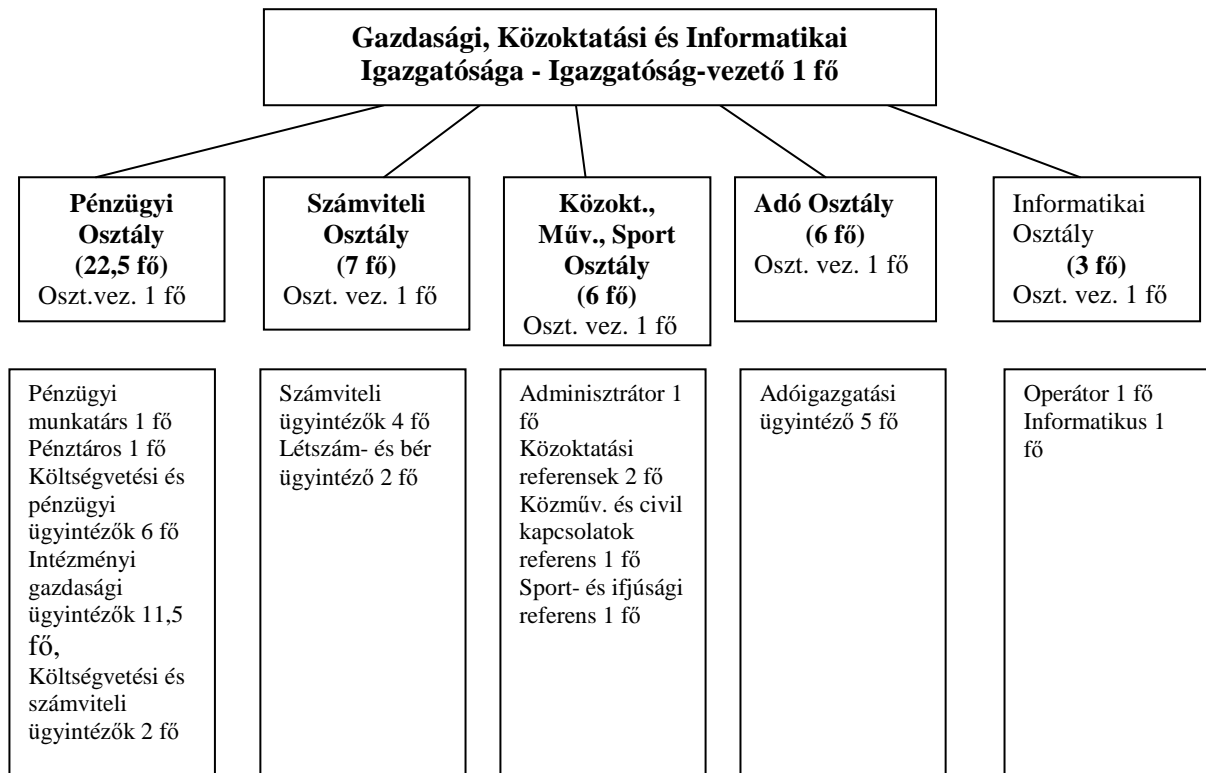 Gazdasági, Közoktatási és Informatikai
Igazgatósága - Igazgatóság-vezető 1 fő
Pénzügyi
Osztály
(22,5 fő)
Oszt.vez. 1 fő
Számviteli
Osztály
(7 fő)
Oszt. vez. 1 fő
Közokt.,
Műv., Sport
Osztály
(6 fő)
Oszt. vez. 1 fő
Adó Osztály
(6 fő)
Oszt. vez. 1 fő
Informatikai
Osztály
(3 fő)
Oszt. vez. 1 fő
Pénzügyi
munkatárs 1 fő
Pénztáros 1 fő
Költségvetési és
pénzügyi
ügyintézők 6 fő
Intézményi
gazdasági
ügyintézők 11,5
fő,
Költségvetési és
számviteli
ügyintézők 2 fő
Számviteli
ügyintézők 4 fő
Létszám- és bér
ügyintéző 2 fő
Adminisztrátor 1
fő
Közoktatási
referensek 2 fő
Közműv. és civil
kapcsolatok
referens 1 fő
Sport- és ifjúsági
referens 1 fő
Adóigazgatási
ügyintéző 5 fő
Operátor 1 fő
Informatikus 1
fő